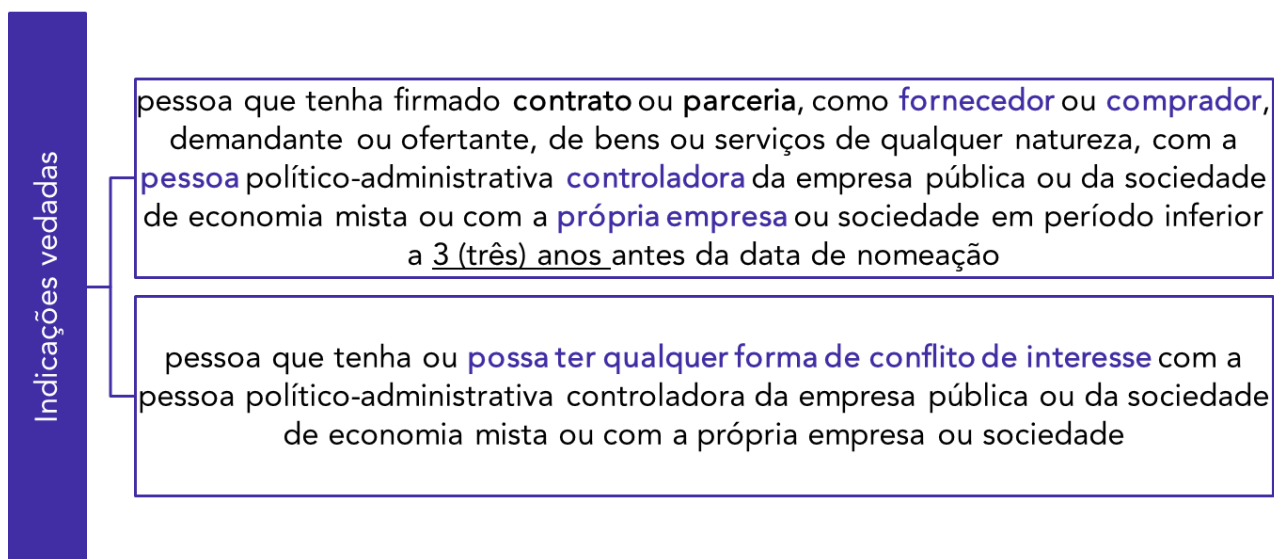 Indicações vedadas
pessoa que tenha firmado contrato ou parceria, como fornecedor ou comprador,
demandante ou ofertante, de bens ou serviços de qualquer natureza, com a
pessoa político-administrativa controladora da empresa pública ou da sociedade
de economia mista ou com a própria empresa ou sociedade em período inferior
a 3 (três) anos antes da data de nomeação
pessoa que tenha ou possa ter qualquer forma de conflito de interesse com a
pessoa político-administrativa controladora da empresa pública ou da sociedade
de economia mista ou com a própria empresa ou sociedade